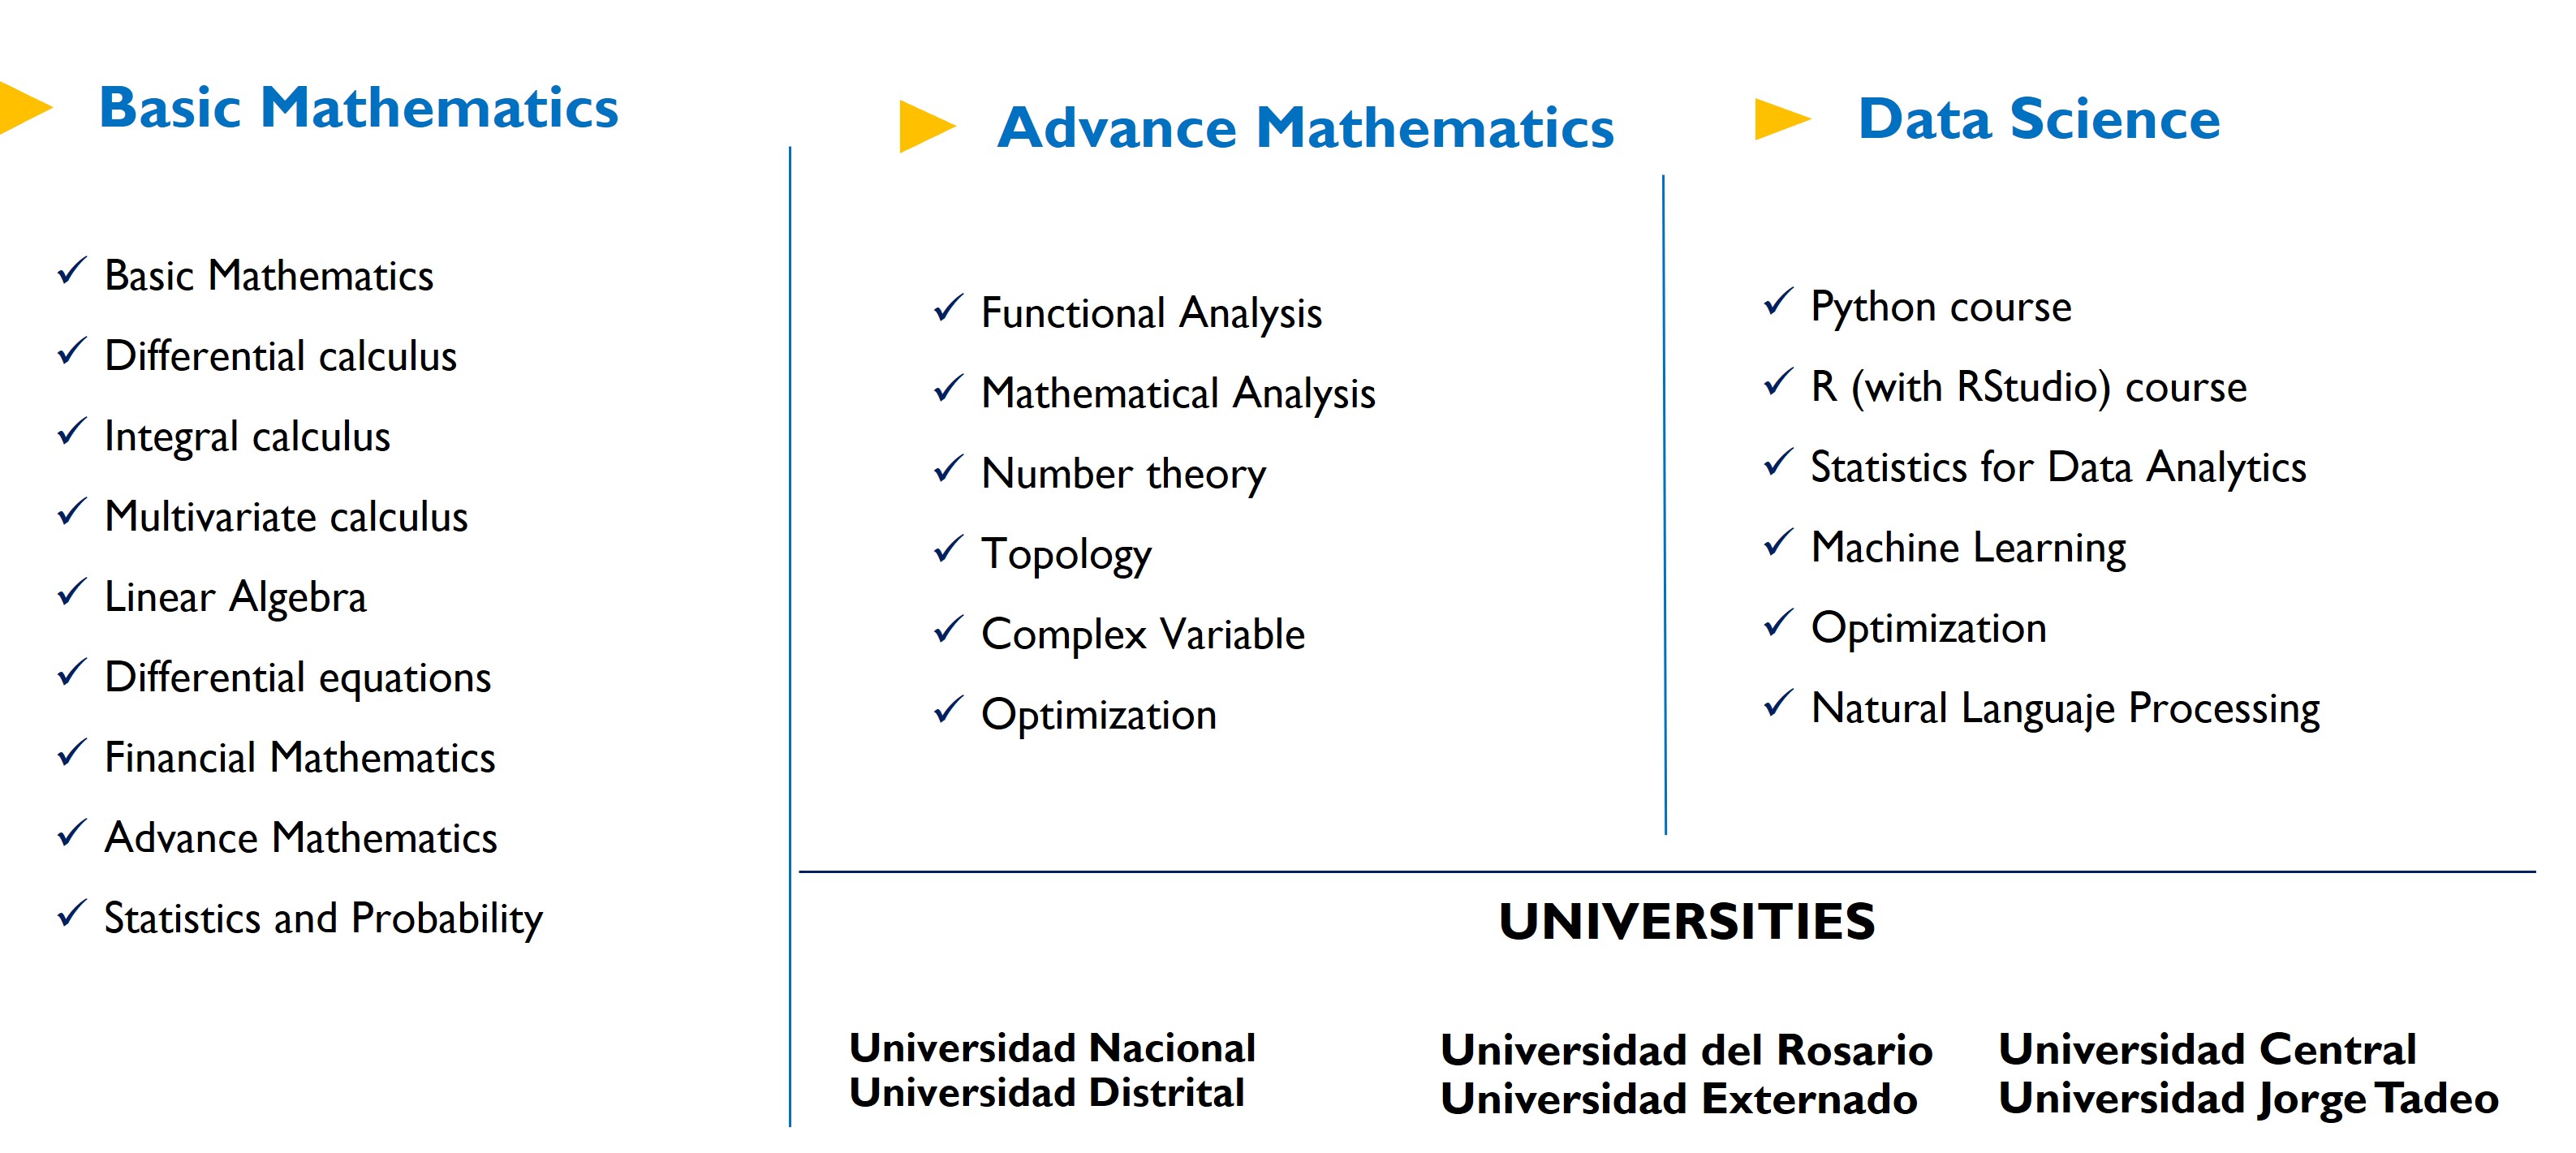 Basic Mathematics
Basic Mathematics
Differential calculus
Integral calculus
Multivariate calculus
Linear Algebra
Differential equations
Financial Mathematics
Advance Mathematics
Statistics and Probability
Advance Mathematics
Functional Analysis
Mathematical Analysis
Number theory
Topology
Complex Variable
Optimization
Data Science
Python course
R (with RStudio) course
Statistics for Data Analytics
Machine Learning
Optimization
Natural Languaje Processing
UNIVERSITIES
Universidad Nacional
Universidad Distrital
Universidad del Rosario
Universidad Externado
Universidad Central
Universidad Jorge Tadeo